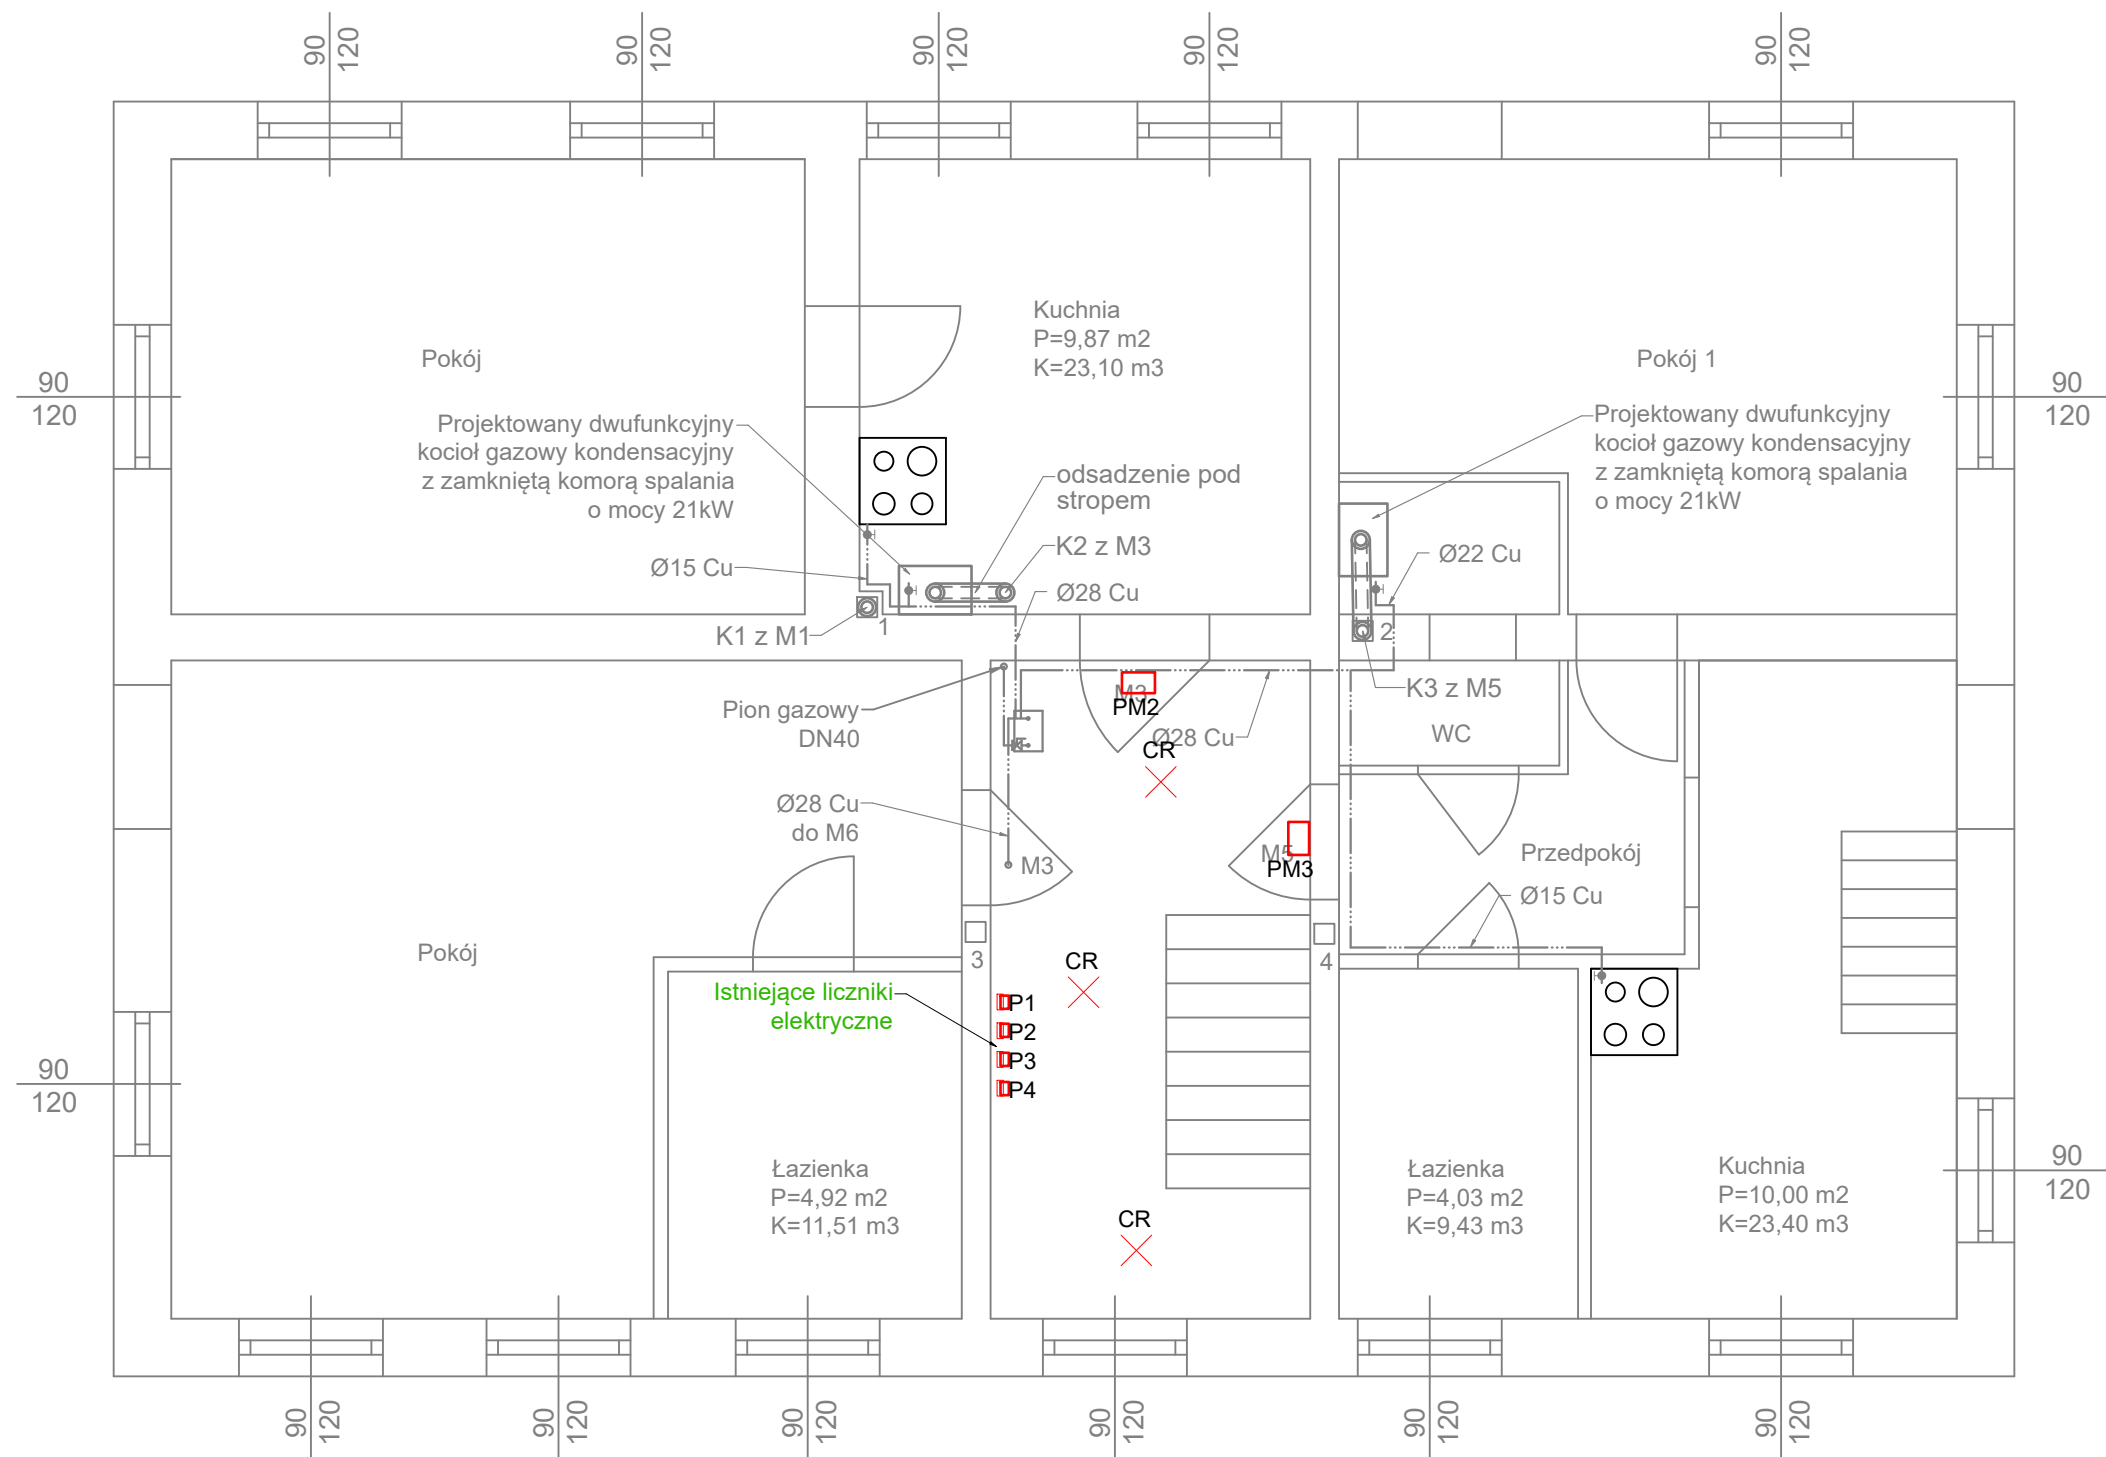 90
120
90
120
90
120
90
120
90
120
Kuchnia
P=9,87 m2
K=23,10 m3
Pokój
Pokój 1
90
120
90
120
Projektowany dwufunkcyjny
kocioł gazowy kondensacyjny
z zamkniętą komorą spalania
o mocy 21kW
Projektowany dwufunkcyjny
kocioł gazowy kondensacyjny
z zamkniętą komorą spalania
o mocy 21kW
odsadzenie pod
stropem
K2 z M3
Ø22 Cu
Ø15 Cu
Ø28 Cu
K1 z M1
1
2
K3 z M5
M3
PM2
Pion gazowy
DN40
Ø28 Cu
WC
CR
Ø28 Cu
do M6
M3
M5
PM3
Przedpokój
Ø15 Cu
Pokój
3
CR
4
Istniejące liczniki
elektryczne
P1
P2
P3
P4
90
120
90
120
Łazienka
P=4,92 m2
K=11,51 m3
Łazienka
P=4,03 m2
K=9,43 m3
Kuchnia
P=10,00 m2
K=23,40 m3
CR
90
120
90
120
90
120
90
120
90
120
90
120